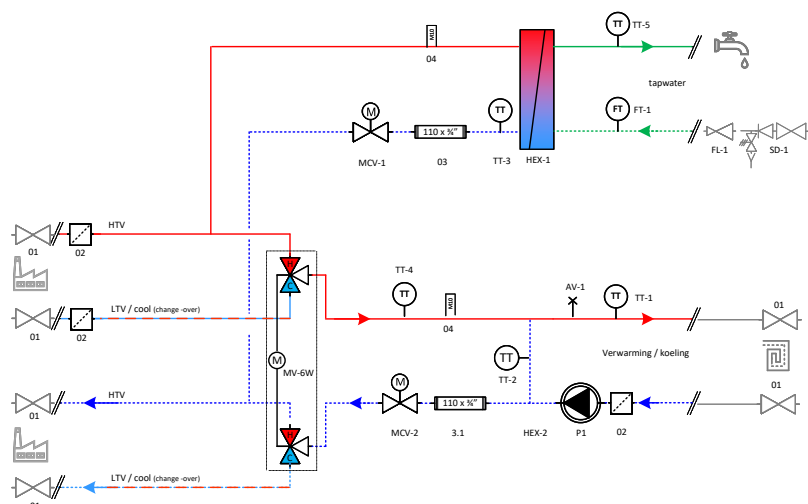 TT
TT-5
M10
04
tapwater
M
110 x ¾"
TT
FT
FT-1
MCV-1
03
TT-3
HEX-1
FL-1
SD-1
HTV
01
02
H
C
TT-4
TT
M10
04
AV-1
TT
TT-1
01
LTV / cool (change -over)
01
02
M
MV-6W
TT
TT-2
Verwarming / koeling
01
HTV
01
M
110 x ¾"
MCV-2
3.1
HEX-2
P1
02
H
C
LTV / cool (change -over)
01